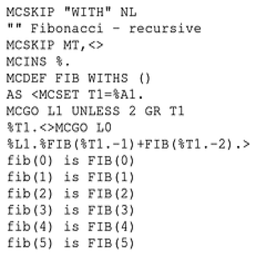 MCSKIP "WITH" NL
"" Fibonacci - recursive
MCSKIP MT,<>
MCINS %.
MCDEF FIB WITHS ()
AS <MCSET T1=%A1.
MCGO L1 UNLESS 2 GR T1
%T1.<>MCGO L0
%L1.%FIB(%T1.-1)+FIB(%T1.-2).>
fib(0) is FIB(0)
fib(1) is FIB(1)
fib(2) is FIB(2)
fib(3) is FIB(3)
fib(4) is FIB(4)
fib(5) is FIB(5)